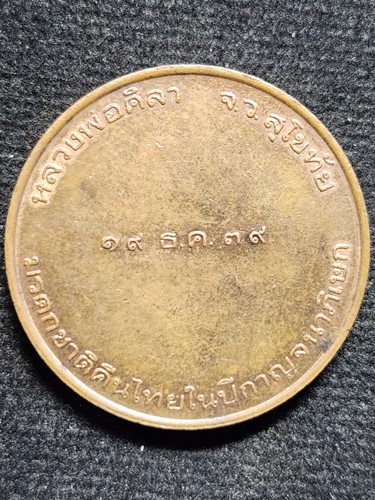 หลวงพ่อศิลา จ.ว.สุโขทัย
๑๙ ธ.ค. ๓๙
มรดกชาติคืนไทยในปีกาญจนาภิเษก